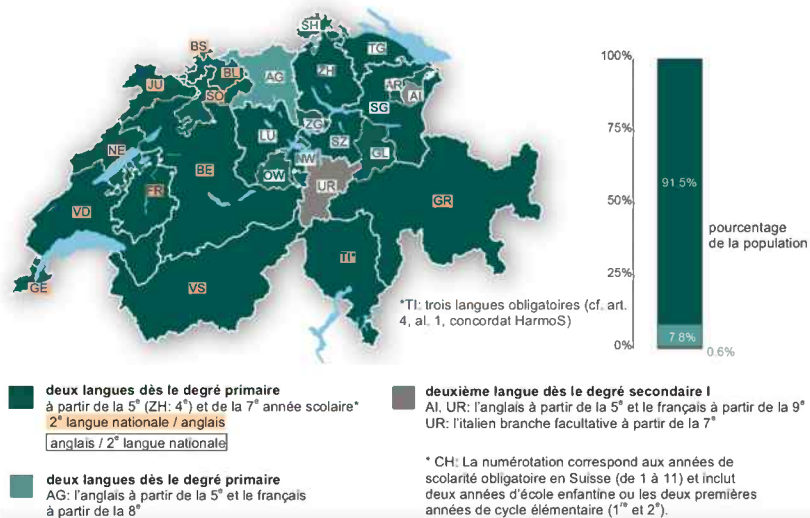 SH
BS
TG
BL
AG
ZH
JU
AR
SO
AI
SG
ZG
LU
SZ
NE
GL
NW
BE
OW
FR
UR
GR
VD
TI*
GE
VS
100%
75%
91.5%
50%
pourcentage
de la population
25%
7.8%
0%
0.6%
*TI: trois langues obligatoires (cf. art.
4, al. 1, concordat HarmoS)
deux langues dès le degré primaire
à partir de la 5e (ZH: 4e) et de la 7e année scolaire*
2e langue nationale / anglais
anglais / 2e langue nationale
deux langues dès le degré primaire
AG: l'anglais à partir de la 5e et le français
à partir de la 8e
deuxième langue dès le degré secondaire I
AI, UR: l'anglais à partir de la 5e et le français à partir de la 9e
UR: l'italien branche facultative à partir de la 7e
* CH: La numérotation correspond aux années de
scolarité obligatoire en Suisse (de 1 à 11) et inclut
deux années d'école enfantine ou les deux premières
années de cycle élémentaire (1re et 2e).